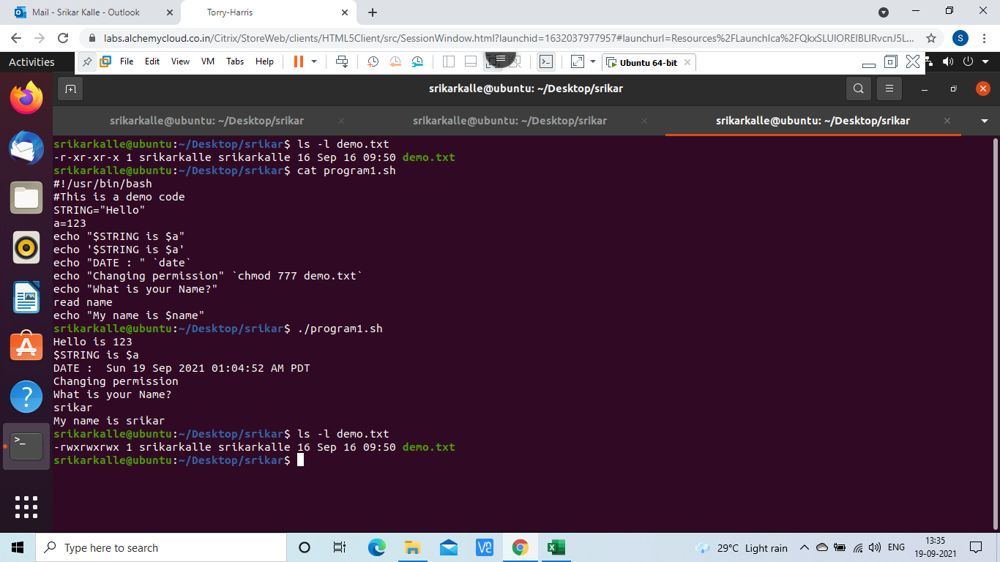 Mail - Srikar Kalle - Outlook
Torry-Harris
labs.alchemycloud.co.in/Citrix/StoreWeb/clients/HTML5Client/src/SessionWindow.html?launchid=1632037977957#launchurl=Resources%2FLaunchIca%2FQkxSLUlOREIBLlRvcnJ5L...
S
Activities
File Edit View VM Tabs Help
Ubuntu 64-bit
srikarkalle@ubuntu: ~/Desktop/srikar
srikarkalle@ubuntu: ~/Desktop/srikar
srikarkalle@ubuntu: ~/Desktop/srikar
srikarkalle@ubuntu: ~/Desktop/srikar
srikarkalle@ubuntu:~/Desktop/srikar$ ls -l demo.txt
-r-xr-xr-x 1 srikarkalle srikarkalle 16 Sep 16 09:50 demo.txt
srikarkalle@ubuntu:~/Desktop/srikar$ cat program1.sh
#!/usr/bin/bash
#This is a demo code
STRING="Hello"
a=123
echo "$STRING is $a"
echo '$STRING is $a'
echo "DATE : " `date`
echo "Changing permission" `chmod 777 demo.txt`
echo "What is your Name?"
read name
echo "My name is $name"
srikarkalle@ubuntu:~/Desktop/srikar$ ./program1.sh
Hello is 123
$STRING is $a
DATE :  Sun 19 Sep 2021 01:04:52 AM PDT
Changing permission
What is your Name?
srikar
My name is srikar
srikarkalle@ubuntu:~/Desktop/srikar$ ls -l demo.txt
-rwxrwxrwx 1 srikarkalle srikarkalle 16 Sep 16 09:50 demo.txt
srikarkalle@ubuntu:~/Desktop/srikar$
Type here to search
29°C Light rain
ENG
13:35
19-09-2021